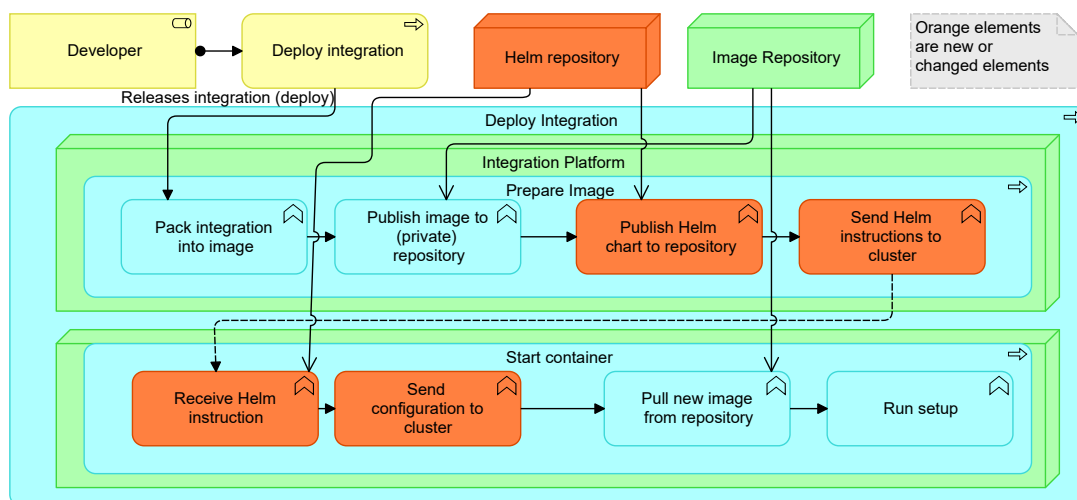 Developer
Deploy integration
Helm repository
Image Repository
Orange elements
are new or
changed elements
Releases integration (deploy)
Deploy Integration
Integration Platform
Prepare Image
Pack integration
into image
Publish image to
(private)
repository
Publish Helm
chart to repository
Send Helm
instructions to
cluster
Start container
Receive Helm
instruction
Send
configuration to
cluster
Pull new image
from repository
Run setup